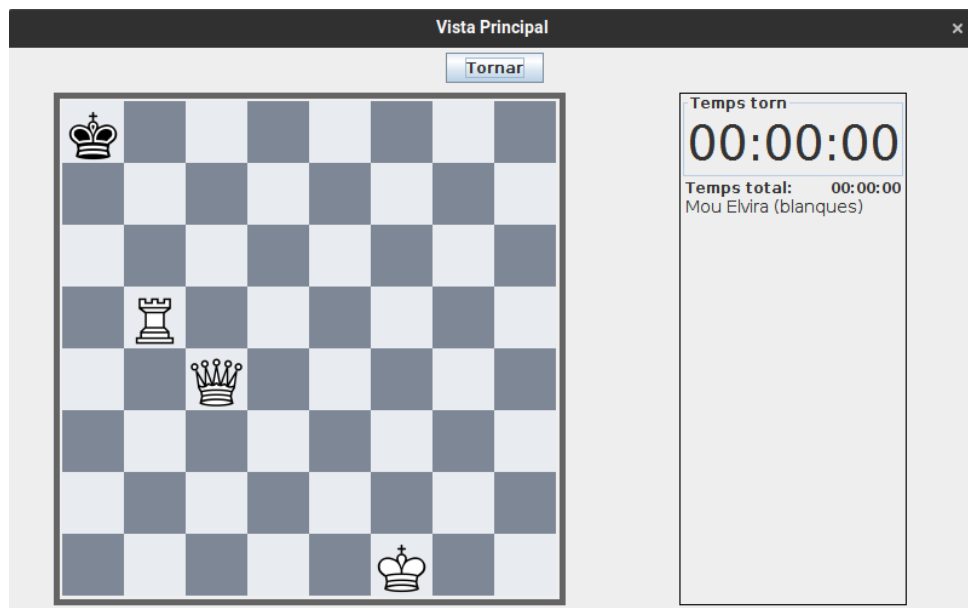 Vista Principal
×
Tornar
Temps torn
00:00:00
Temps total: 00:00:00
Mou Elvira (blanques)